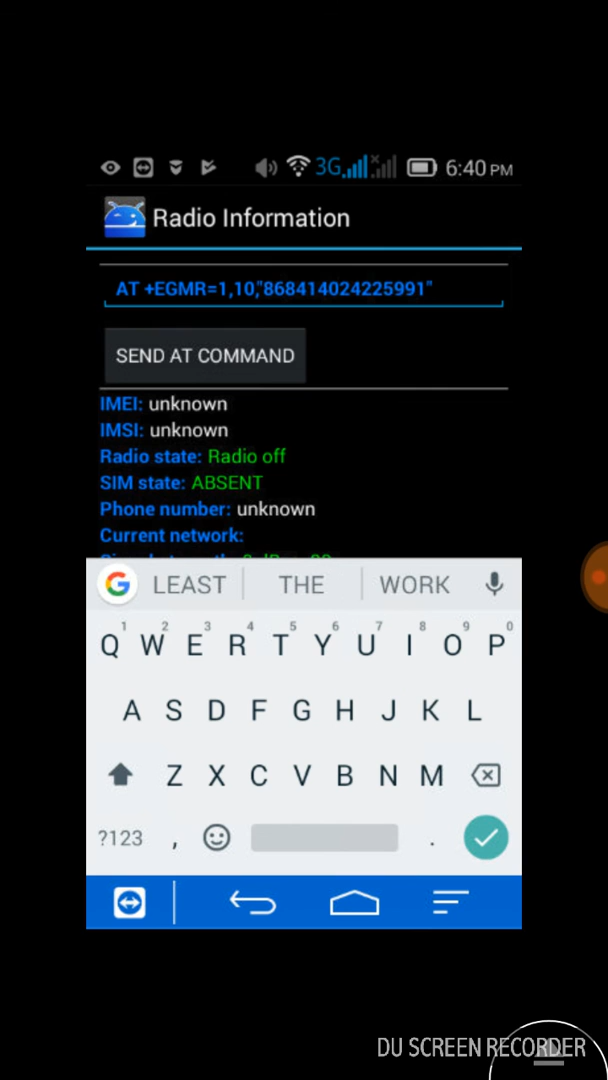 3G 6:40 PM
Radio Information
AT +EGMR=1,10,"868414024225991"
SEND AT COMMAND
IMEI: unknown
IMSI: unknown
Radio state: Radio off
SIM state: ABSENT
Phone number: unknown
Current network:
G LEAST THE WORK
1 2 3 4 5 6 7 8 9 0
Q W E R T Y U I O P
A S D F G H J K L
Z X C V B N M
?123 , .
DU SCREEN RECORDER